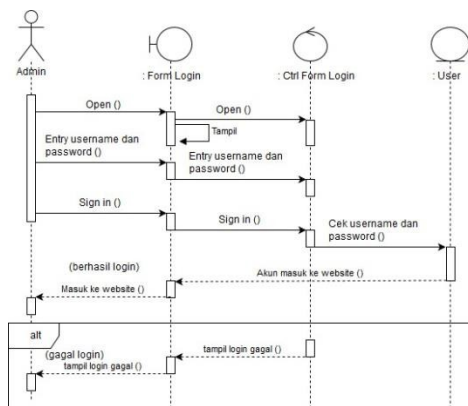 Admin
: Form Login
: Ctrl Form Login
: User
Open ()
Open ()
Tampil
Entry username dan
password ()
Entry username dan
password ()
Sign in ()
Sign in ()
Cek username dan
password ()
(berhasil login)
Akun masuk ke website ()
Masuk ke website ()
alt
(gagal login)
tampil login gagal ()
tampil login gagal ()